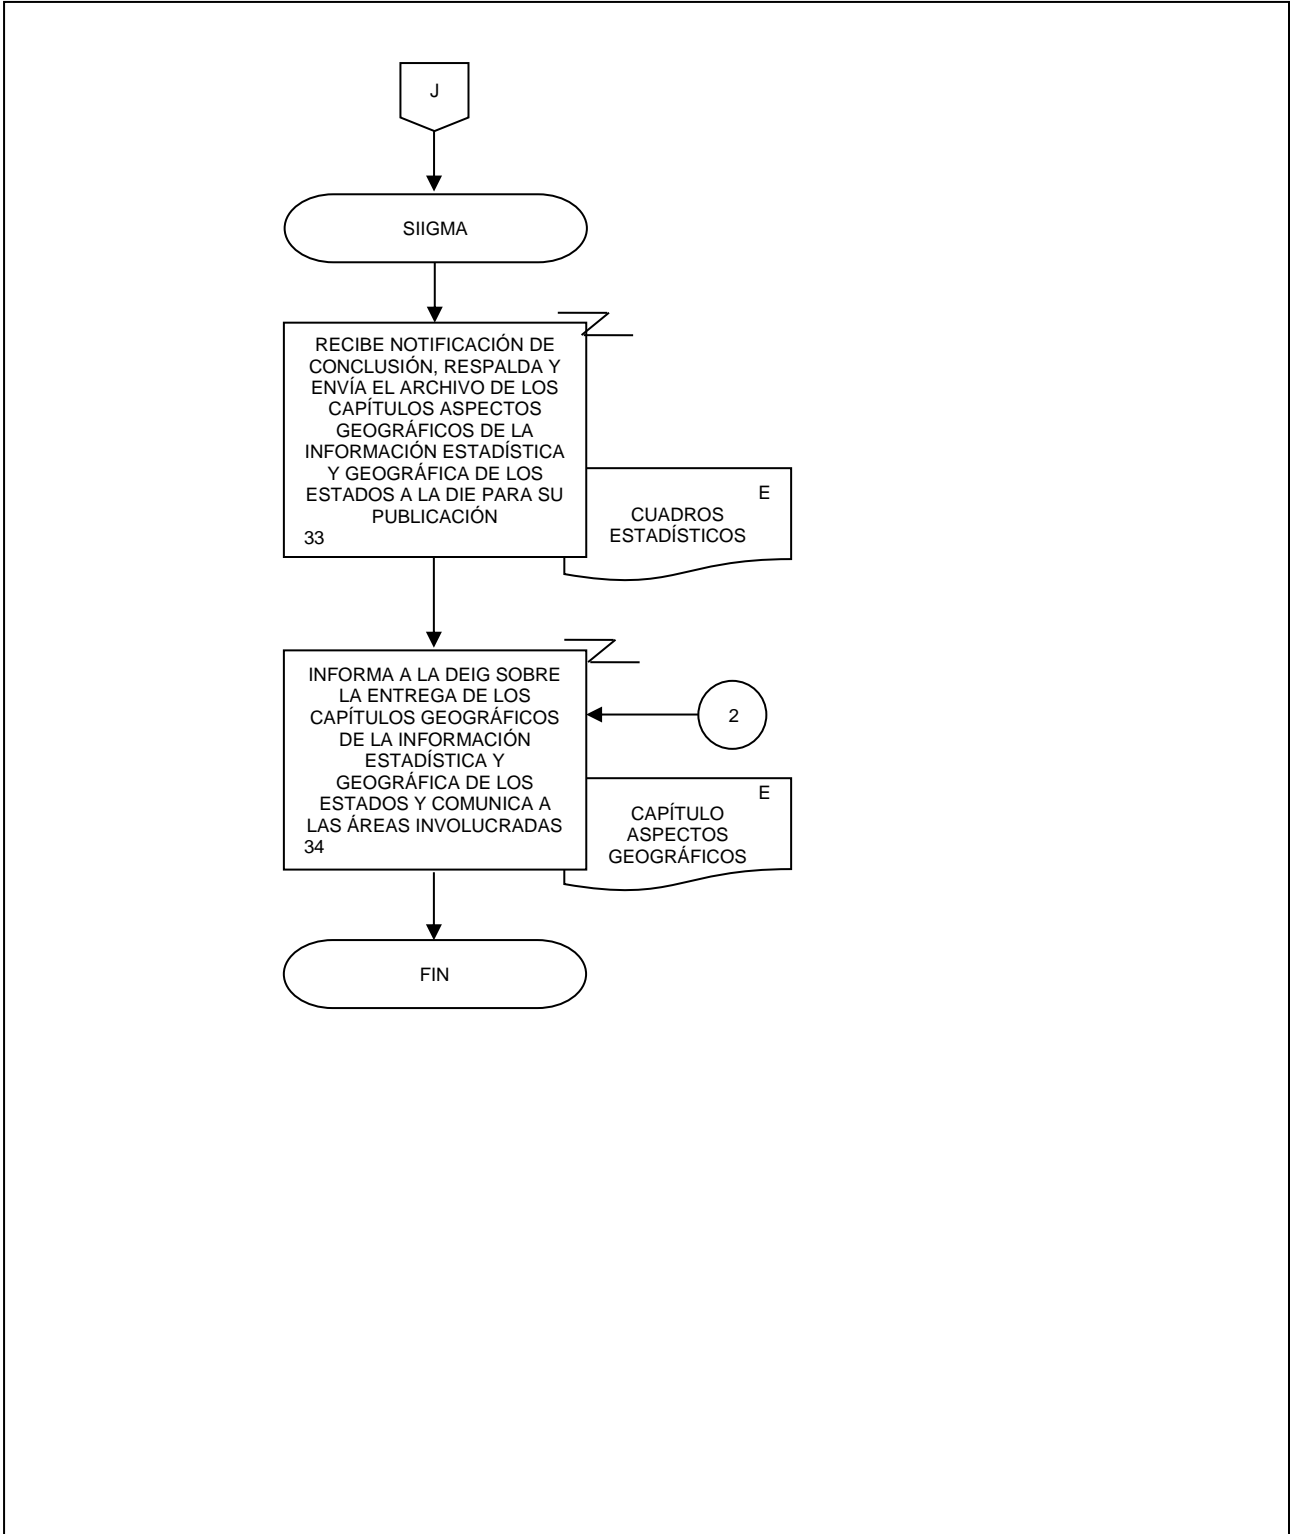 J
SIIGMA
RECIBE NOTIFICACIÓN DE
CONCLUSIÓN, RESPALDA Y
ENVÍA EL ARCHIVO DE LOS
CAPÍTULOS ASPECTOS
GEOGRÁFICOS DE LA
INFORMACIÓN ESTADÍSTICA
Y GEOGRÁFICA DE LOS
ESTADOS A LA DIE PARA SU
PUBLICACIÓN
33
E
CUADROS
ESTADÍSTICOS
INFORMA A LA DEIG SOBRE
LA ENTREGA DE LOS
CAPÍTULOS GEOGRÁFICOS
DE LA INFORMACIÓN
ESTADÍSTICA Y
GEOGRÁFICA DE LOS
ESTADOS Y COMUNICA A
LAS ÁREAS INVOLUCRADAS
34
2
E
CAPÍTULO
ASPECTOS
GEOGRÁFICOS
FIN